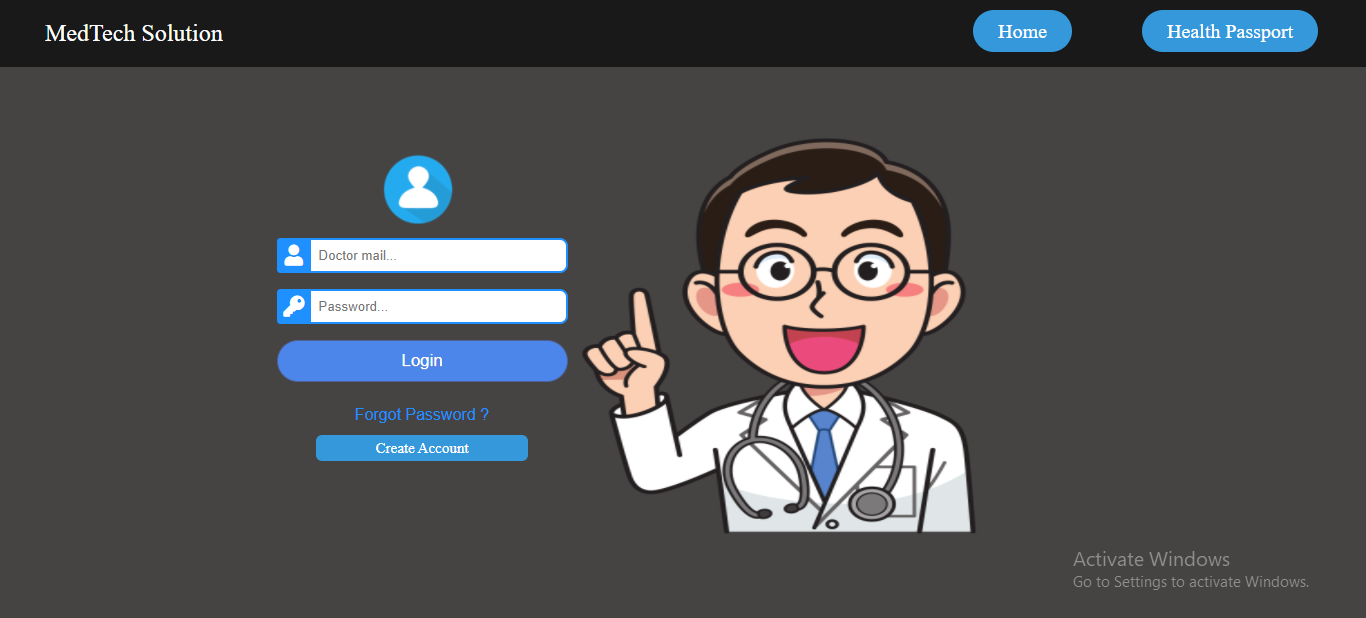 MedTech Solution
Home
Health Passport
Doctor mail...
Password...
Login
Forgot Password ?
Create Account
Activate Windows
Go to Settings to activate Windows.